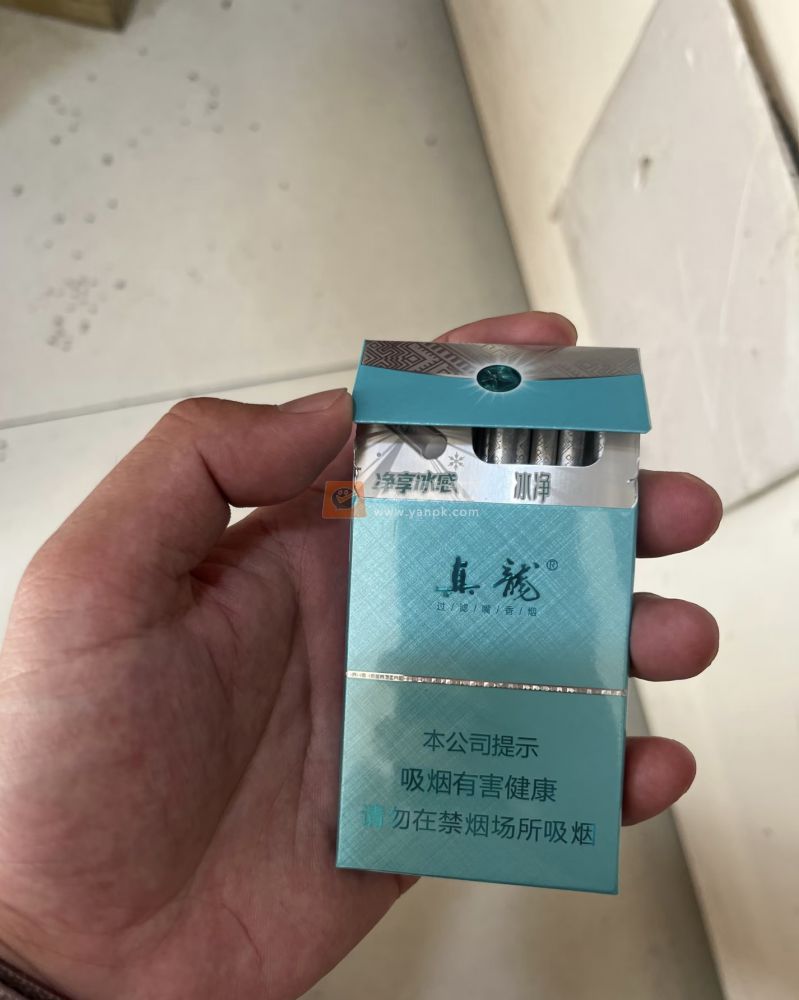 净享冰感 冰净
www.yanpk.com
真龍®
过/滤/嘴/香/烟
本公司提示
吸烟有害健康
请勿在禁烟场所吸烟